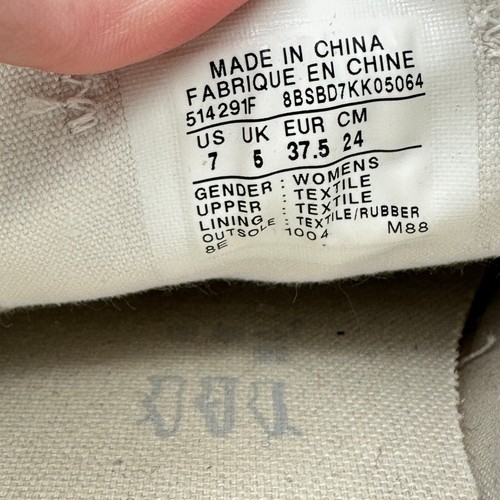 MADE IN CHINA
FABRIQUE EN CHINE
514291F 8BSBD7KK05064
US UK EUR CM
7 5 37.5 24
GENDER : WOMENS
UPPER : TEXTILE
LINING : TEXTILE
OUTSOLE : TEXTILE/RUBBER
8E 1004 M88